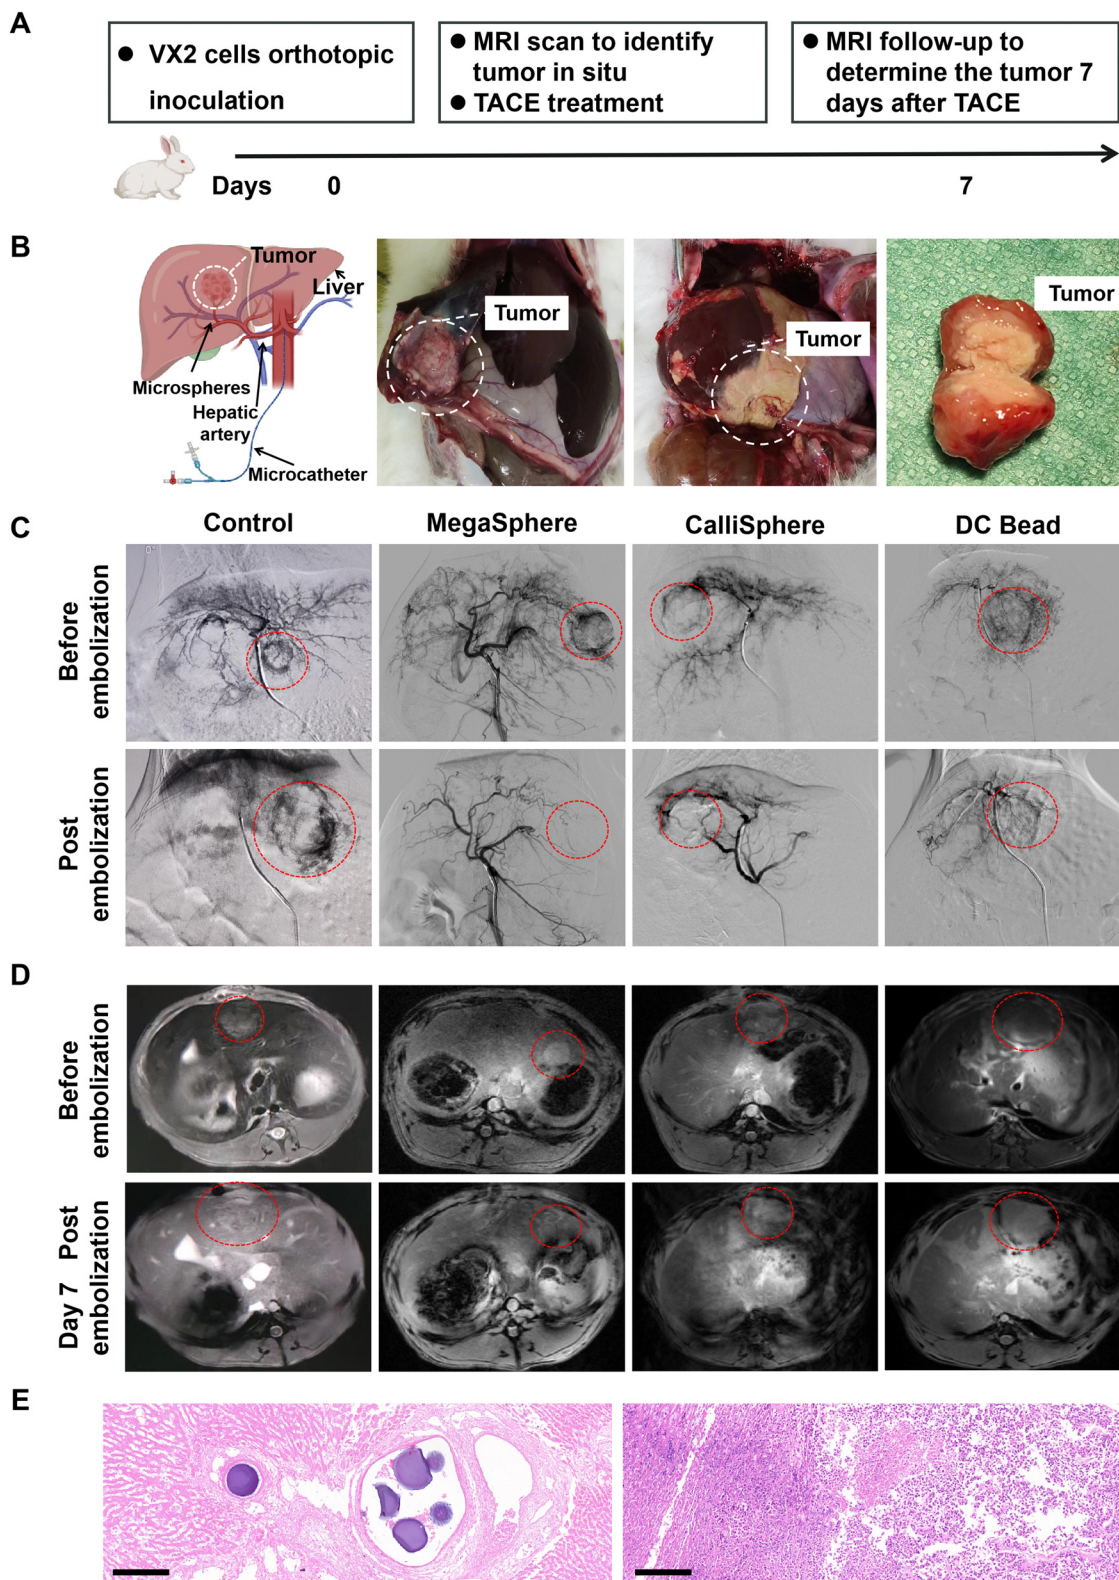 A
● VX2 cells orthotopic
inoculation
● MRI scan to identify
tumor in situ
● TACE treatment
● MRI follow-up to
determine the tumor 7
days after TACE
Days 0 7
B
Tumor
Liver
Microspheres
Hepatic
artery
Microcatheter
Tumor
Tumor
Tumor
C
Control MegaSphere CalliSphere DC Bead
Before
embolization
Post
embolization
D
Before
embolization
Day 7 Post
embolization
E